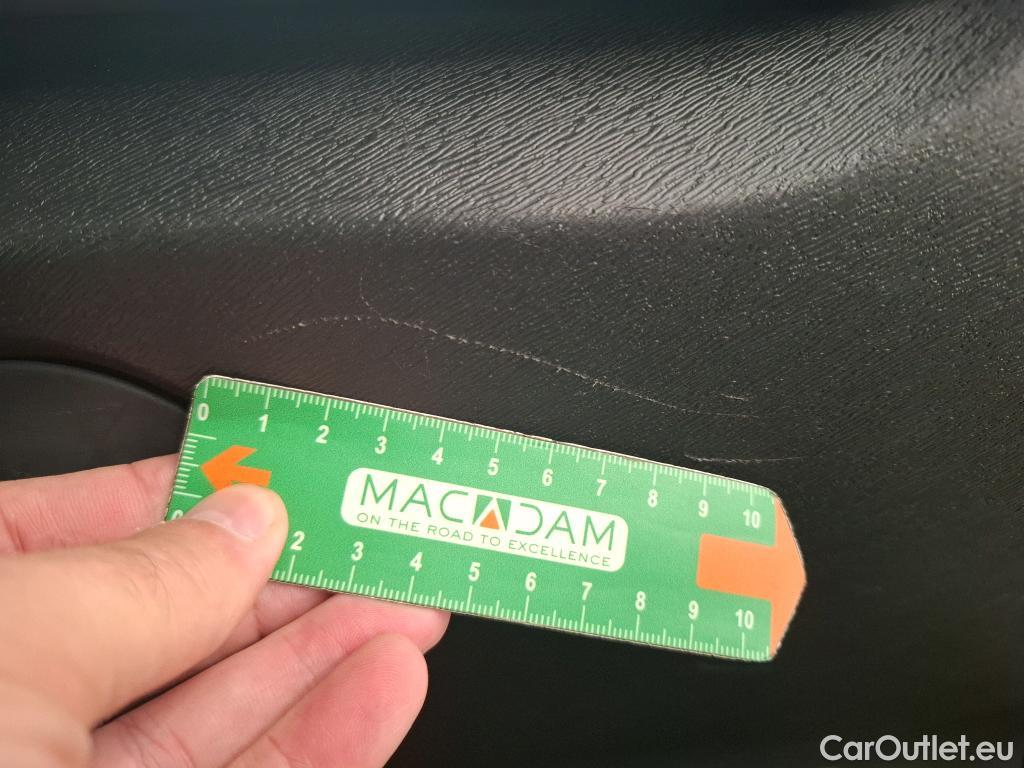 0 1 2 3 4 5 6 7 8 9 10
MACADAM
ON THE ROAD TO EXCELLENCE
2 3 4 5 6 7 8 9 10
CarOutlet.eu